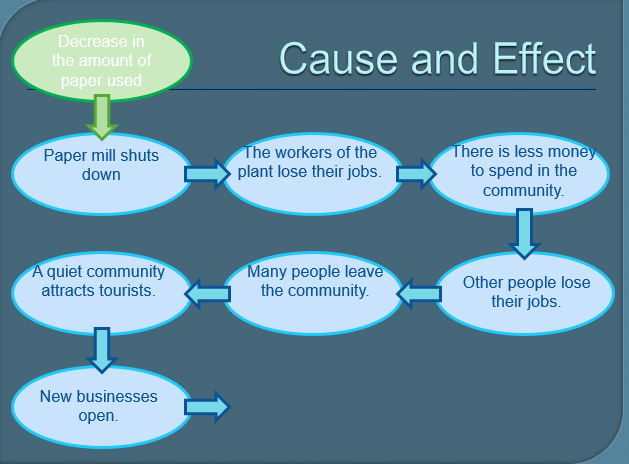 Cause and Effect
Decrease in
the amount of
paper used
Paper mill shuts
down
The workers of the
plant lose their jobs.
There is less money
to spend in the
community.
Other people lose
their jobs.
Many people leave
the community.
A quiet community
attracts tourists.
New businesses
open.